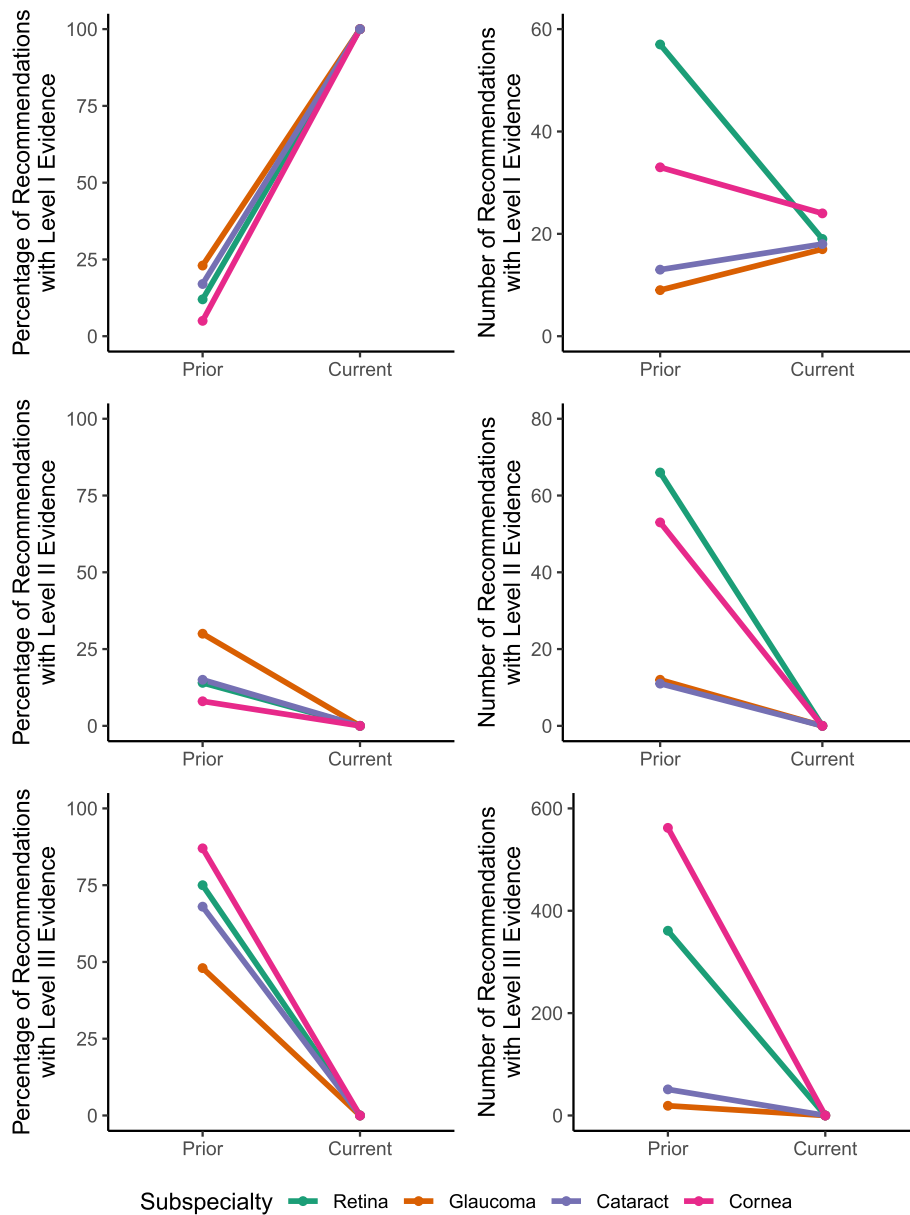 Percentage of Recommendations
with Level I Evidence
100
75
50
25
0
Prior Current
Number of Recommendations
with Level I Evidence
60
40
20
0
Prior Current
Percentage of Recommendations
with Level II Evidence
100
75
50
25
0
Prior Current
Number of Recommendations
with Level II Evidence
80
60
40
20
0
Prior Current
Percentage of Recommendations
with Level III Evidence
100
75
50
25
0
Prior Current
Number of Recommendations
with Level III Evidence
600
400
200
0
Prior Current
Subspecialty Retina Glaucoma Cataract Cornea